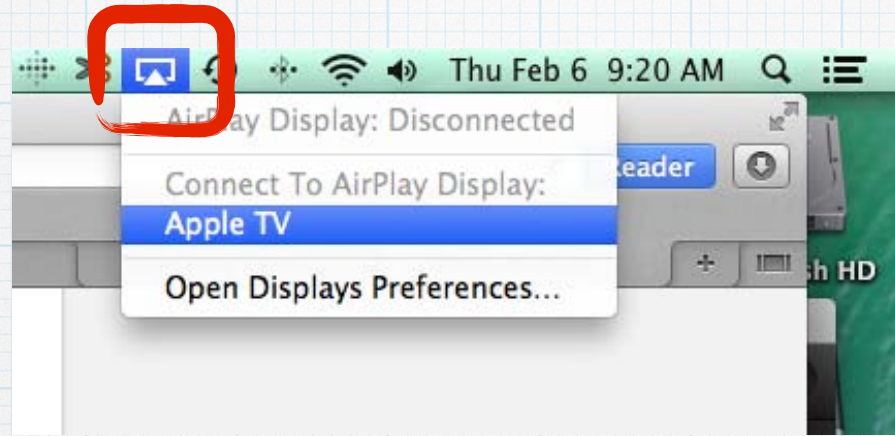 Thu Feb 6 9:20 AM
AirPlay Display: Disconnected
Reader
Connect To AirPlay Display:
Apple TV
Open Displays Preferences...
HD